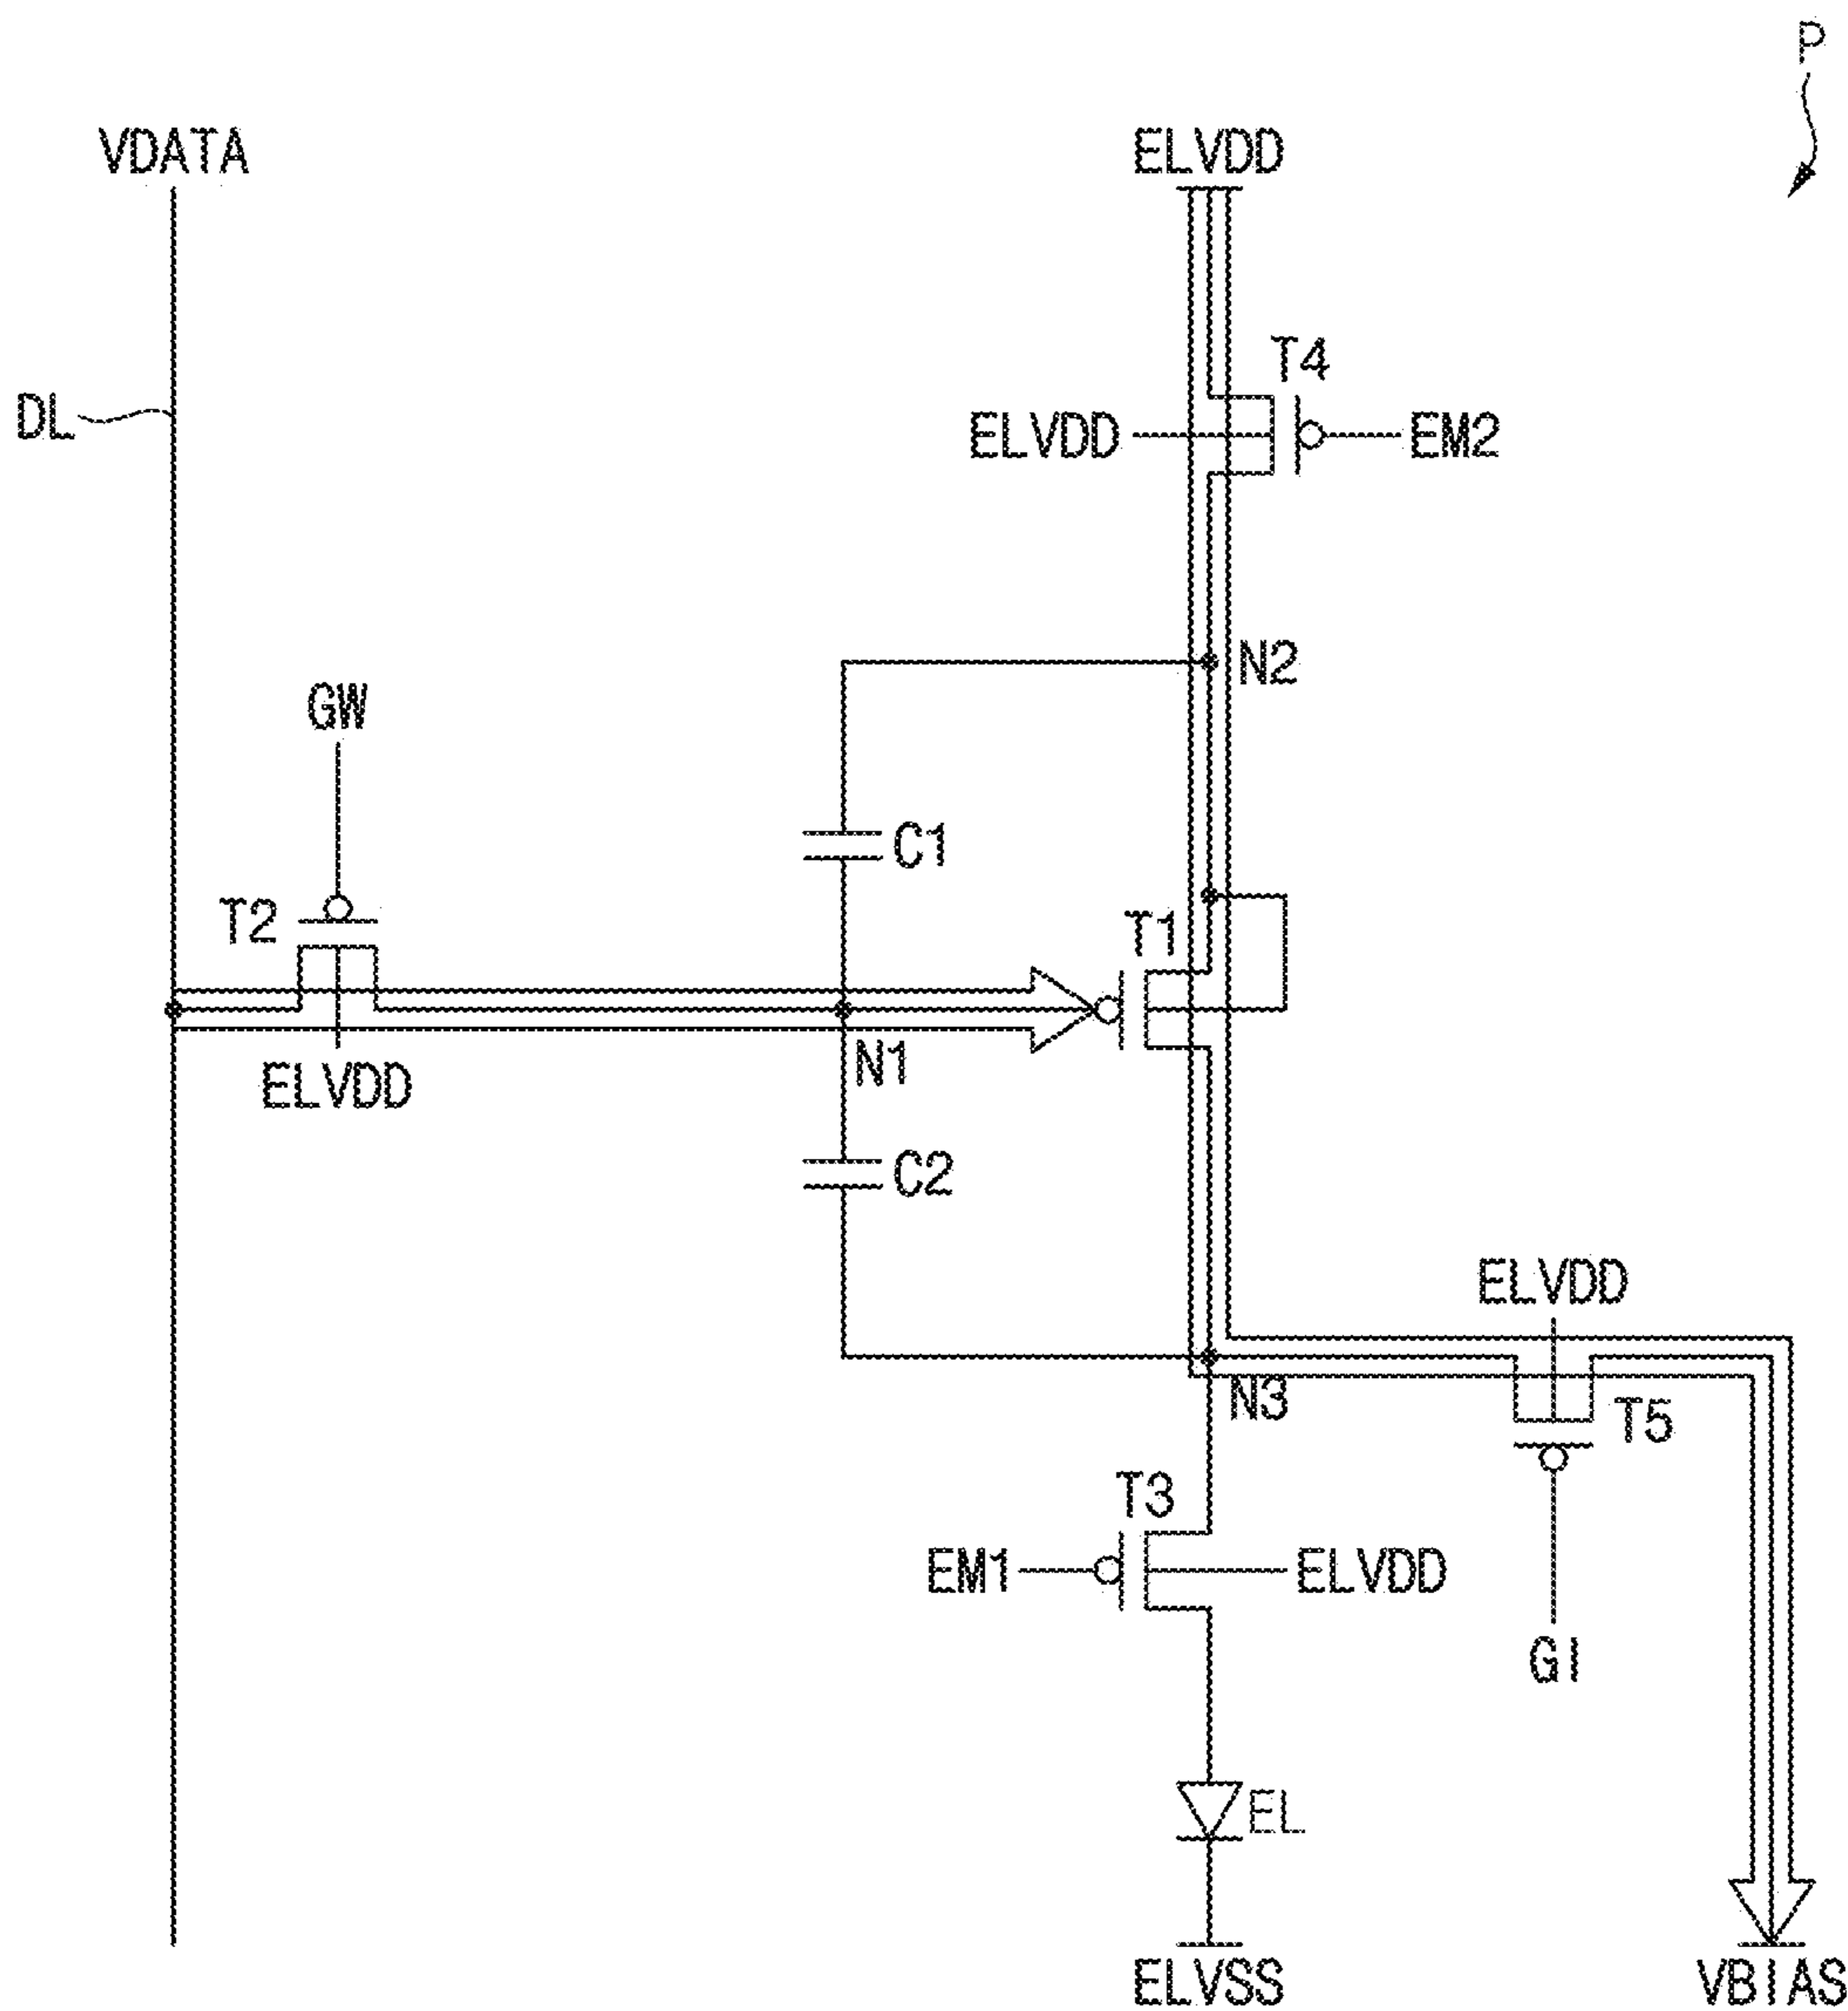 P
VDATA
ELVDD
T4
DL
ELVDD
EM2
N2
GW
C1
T2
T1
N1
ELVDD
C2
ELVDD
N3
T5
T3
EM1
ELVDD
GI
EL
ELVSS
VBIAS